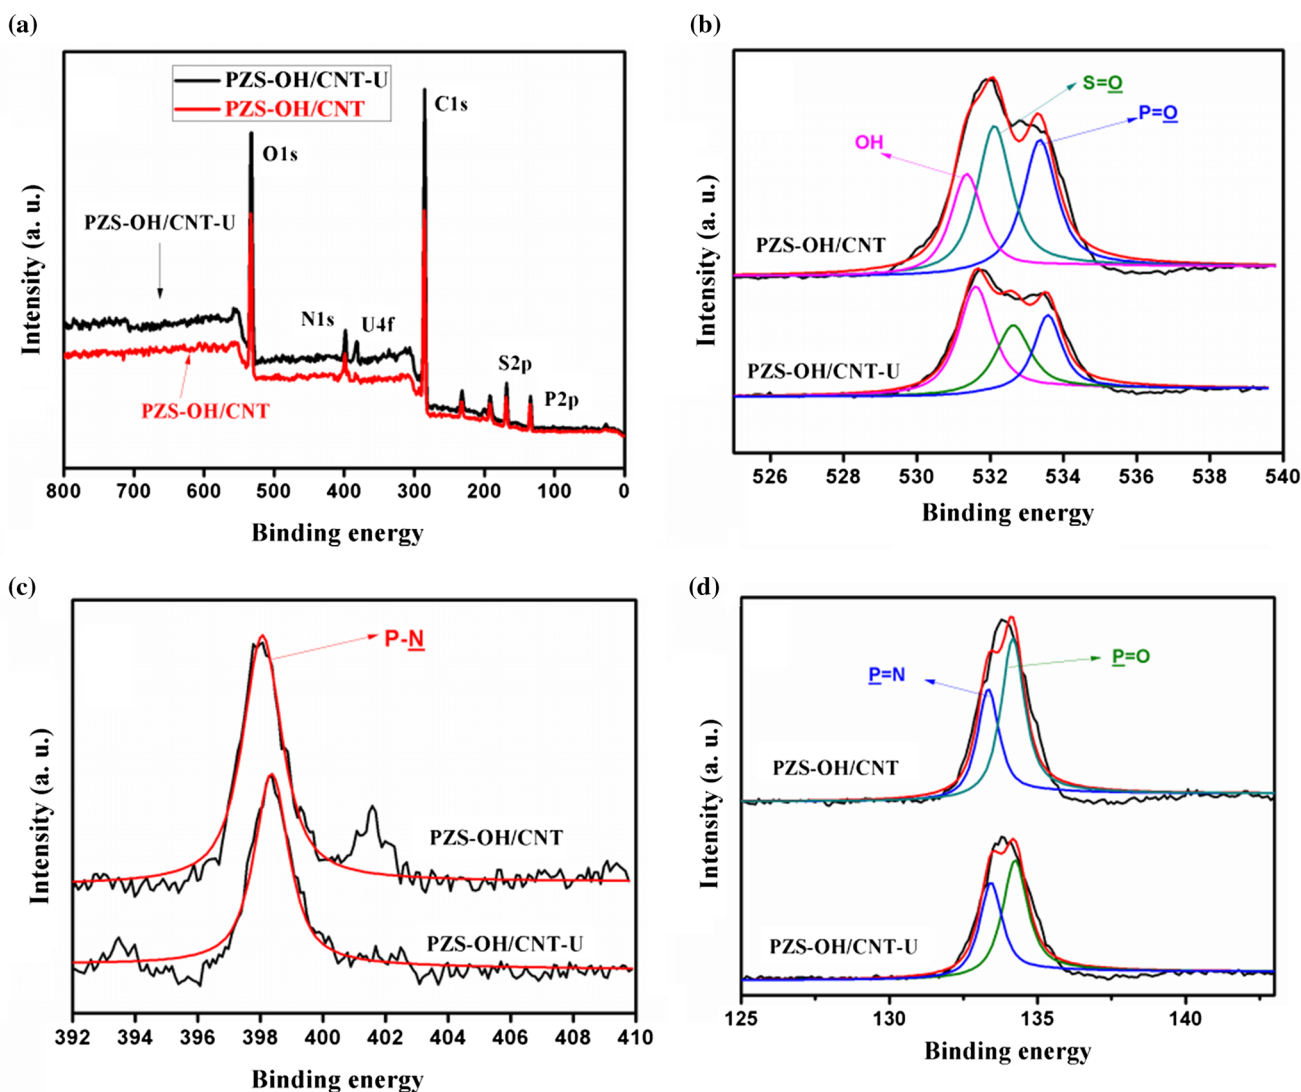 (a)
PZS-OH/CNT-U
PZS-OH/CNT
C1s
O1s
PZS-OH/CNT-U
N1s
U4f
S2p
P2p
PZS-OH/CNT
Intensity (a. u.)
800 700 600 500 400 300 200 100 0
Binding energy
(b)
S=O
P=O
OH
PZS-OH/CNT
PZS-OH/CNT-U
Intensity (a. u.)
526 528 530 532 534 536 538 540
Binding energy
(c)
P-N
PZS-OH/CNT
PZS-OH/CNT-U
Intensity (a. u.)
392 394 396 398 400 402 404 406 408 410
Binding energy
(d)
P=O
P=N
PZS-OH/CNT
PZS-OH/CNT-U
Intensity (a. u.)
125 130 135 140
Binding energy